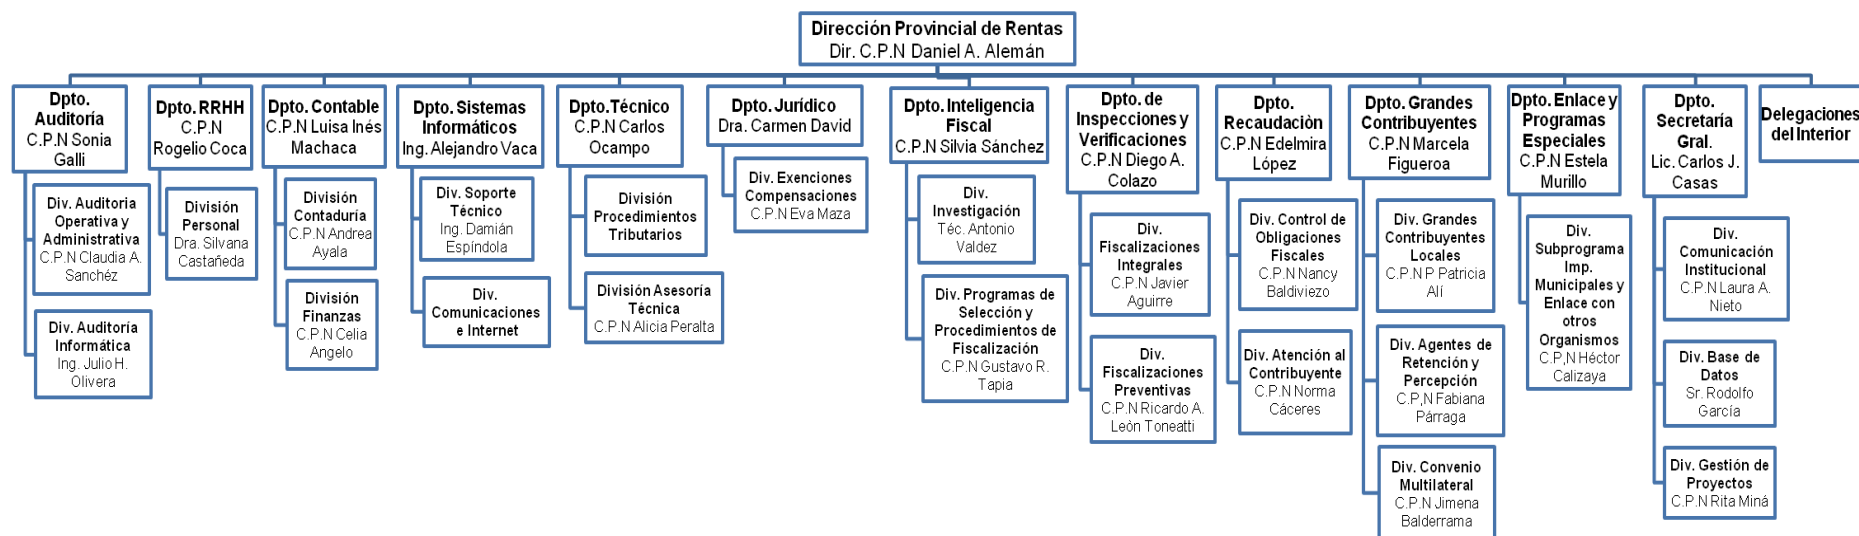 Dirección Provincial de Rentas
Dir. C.P.N Daniel A. Alemán
Dpto.
Auditoría
C.P.N Sonia
Galli
Div. Auditoria
Operativa y
Administrativa
C.P.N Claudia A.
Sanchéz
Div. Auditoría
Informática
Ing. Julio H.
Olivera
Dpto. RRHH
C.P.N
Rogelio Coca
División
Personal
Dra. Silvana
Castañeda
Dpto. Contable
C.P.N Luisa Inés
Machaca
División
Contaduría
C.P.N Andrea
Ayala
División
Finanzas
C.P.N Celia
Angelo
Dpto. Sistemas
Informáticos
Ing. Alejandro Vaca
Div. Soporte
Técnico
Ing. Damián
Espíndola
Div.
Comunicaciones
e Internet
Dpto.Técnico
C.P.N Carlos
Ocampo
División
Procedimientos
Tributarios
División Asesoría
Técnica
C.P.N Alicia Peralta
Dpto. Jurídico
Dra. Carmen David
Div. Exenciones
Compensaciones
C.P.N Eva Maza
Dpto. Inteligencia
Fiscal
C.P.N Silvia Sánchez
Div.
Investigación
Téc. Antonio
Valdez
Div. Programas de
Selección y
Procedimientos de
Fiscalización
C.P.N Gustavo R.
Tapia
Dpto. de
Inspecciones y
Verificaciones
C.P.N Diego A.
Colazo
Div.
Fiscalizaciones
Integrales
C.P.N Javier
Aguirre
Div.
Fiscalizaciones
Preventivas
C.P.N Ricardo A.
Leòn Toneatti
Dpto.
Recaudaciòn
C.P.N Edelmira
López
Div. Control de
Obligaciones
Fiscales
C.P.N Nancy
Baldiviezo
Div. Atención al
Contribuyente
C.P.N Norma
Cáceres
Dpto. Grandes
Contribuyentes
C.P.N Marcela
Figueroa
Div. Grandes
Contribuyentes
Locales
C.P.N P Patricia
Alí
Div. Agentes de
Retención y
Percepción
C.P,N Fabiana
Párraga
Div. Convenio
Multilateral
C.P.N Jimena
Balderrama
Dpto. Enlace y
Programas
Especiales
C.P.N Estela
Murillo
Div.
Subprograma
Imp.
Municipales y
Enlace con
otros
Organismos
C.P,N Héctor
Calizaya
Dpto.
Secretaría
Gral.
Lic. Carlos J.
Casas
Div.
Comunicación
Institucional
C.P.N Laura A.
Nieto
Div. Base de
Datos
Sr. Rodolfo
García
Div. Gestión de
Proyectos
C.P.N Rita Miná
Delegaciones
del Interior